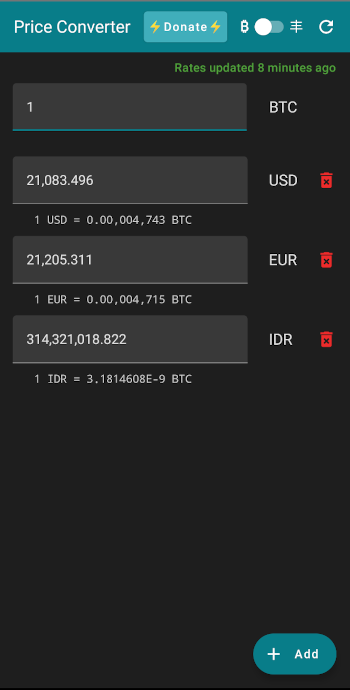 Price Converter ⚡Donate⚡ ₿ 丰
Rates updated 8 minutes ago
1 BTC
21,083.496 USD
1 USD = 0.00,004,743 BTC
21,205.311 EUR
1 EUR = 0.00,004,715 BTC
314,321,018.822 IDR
1 IDR = 3.1814608E-9 BTC
+ Add